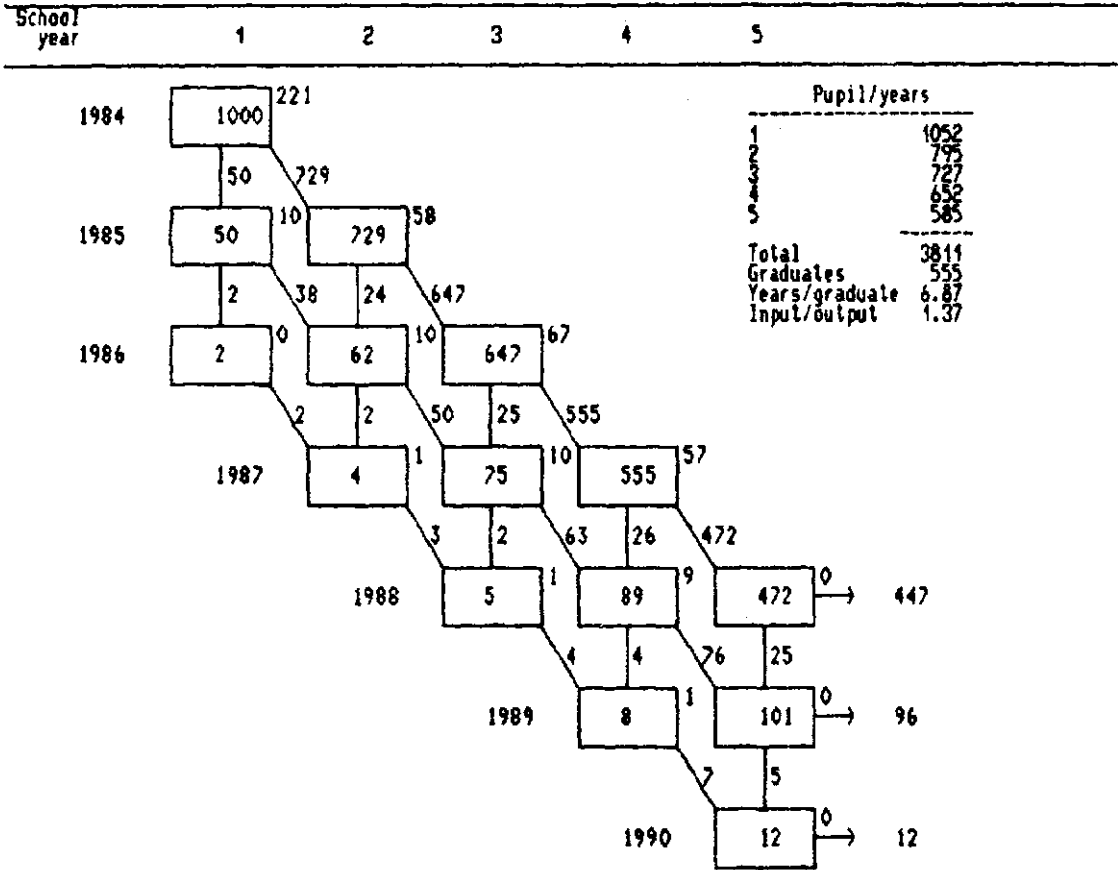 School year 1 2 3 4 5
1984 1000 221
Pupil/years
1 1052
2 795
3 727
4 652
5 585
Total 3811
Graduates 555
Years/graduate 6.87
Input/output 1.37
50 729
1985 50 10 729 58
2 38 24 647
1986 2 0 62 10 647 67
2 2 50 25 555
1987 4 1 75 10 555 57
3 2 63 26 472
1988 5 1 89 9 472 0 447
4 4 76 25
1989 8 1 101 0 96
7 5
1990 12 0 12